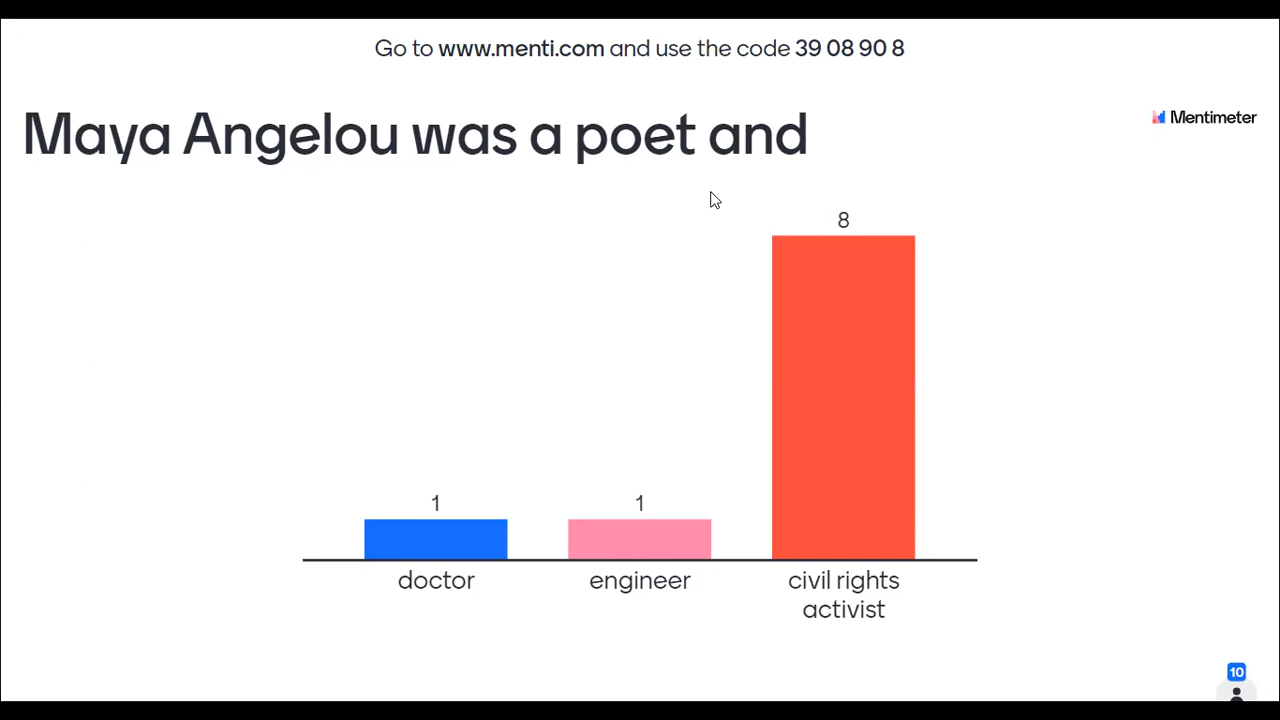 Go to www.menti.com and use the code 39 08 90 8
Maya Angelou was a poet and
Mentimeter
8
1
1
doctor
engineer
civil rights
activist
10